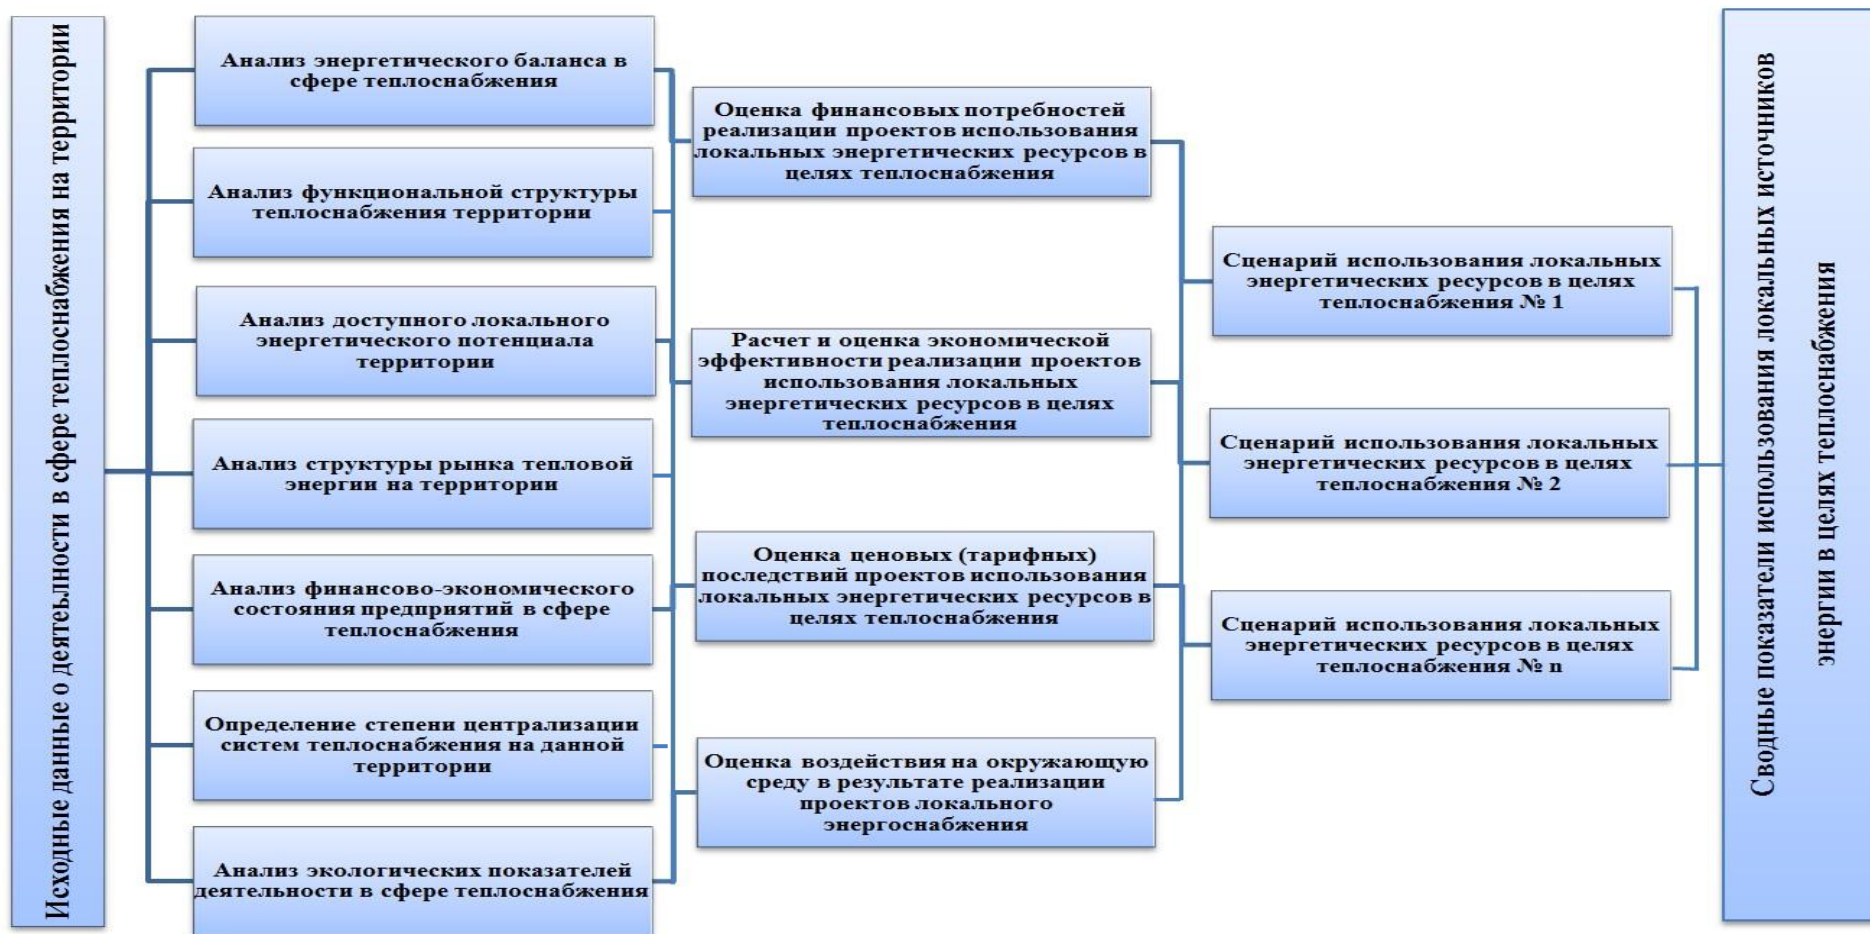 Исходные данные о деятеьлности в сфере теплоснабжения на территории
Анализ энергетического баланса в
сфере теплоснабжения
Анализ функциональной структуры
теплоснабжения территории
Анализ доступного локального
энергетического потенциала
территории
Анализ структуры рынка тепловой
энергии на территории
Анализ финансово-экономического
состояния предприятий в сфере
теплоснабжения
Определение степени централизации
систем теплоснабжения на данной
территории
Анализ экологических показателей
деятельности в сфере теплоснабжения
Оценка финансовых потребностей
реализации проектов использования
локальных энергетических ресурсов в
целях теплоснабжения
Расчет и оценка экономической
эффективности реализации проектов
использования локальных
энергетических ресурсов в целях
теплоснабжения
Оценка ценовых (тарифных)
последствий проектов использования
локальных энергетических ресурсов в
целях теплоснабжения
Оценка воздействия на окружающую
среду в результате реализации
проектов локального
энергоснабжения
Сценарий использования локальных
энергетических ресурсов в целях
теплоснабжения № 1
Сценарий использования локальных
энергетических ресурсов в целях
теплоснабжения № 2
Сценарий использования локальных
энергетических ресурсов в целях
теплоснабжения № n
Сводные показатели использования локальных источников
энергии в целях теплоснабжения